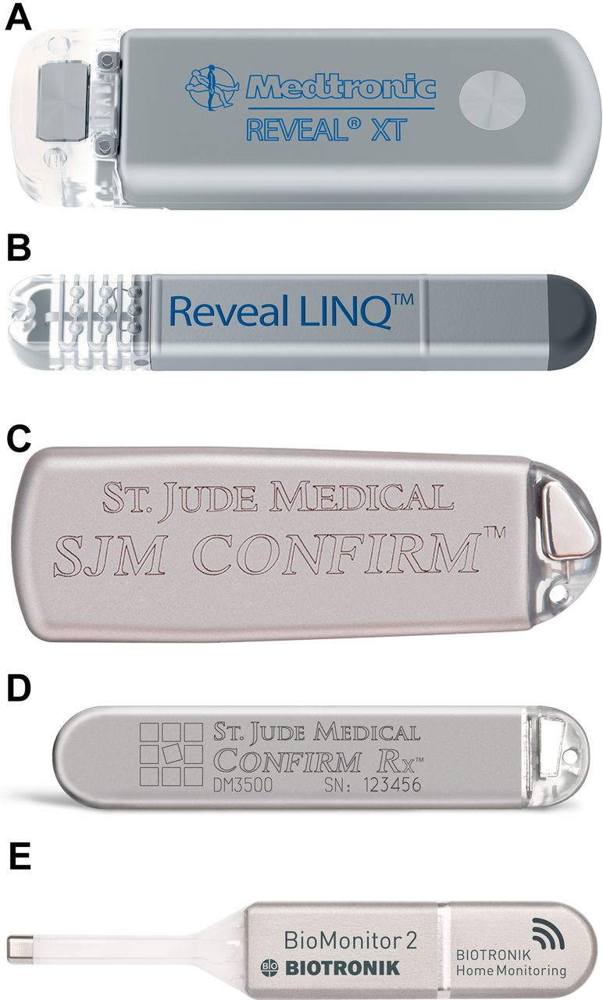 A
Medtronic
REVEAL® XT
B
Reveal LINQ™
C
ST. JUDE MEDICAL
SJM CONFIRM™
D
ST. JUDE MEDICAL
CONFIRM RX™
DM3500 SN: 123456
E
BioMonitor 2
BIO BIOTRONIK
BIOTRONIK
Home Monitoring